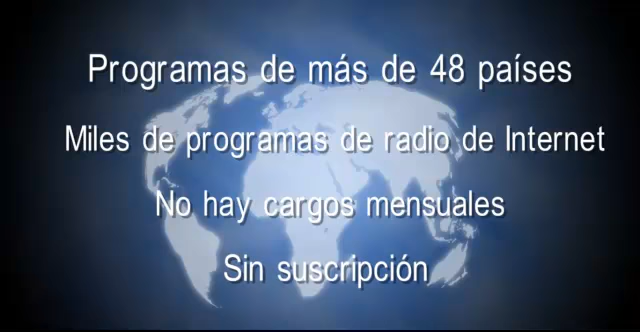 Programas de más de 48 países
Miles de programas de radio de Internet
No hay cargos mensuales
Sin suscripción